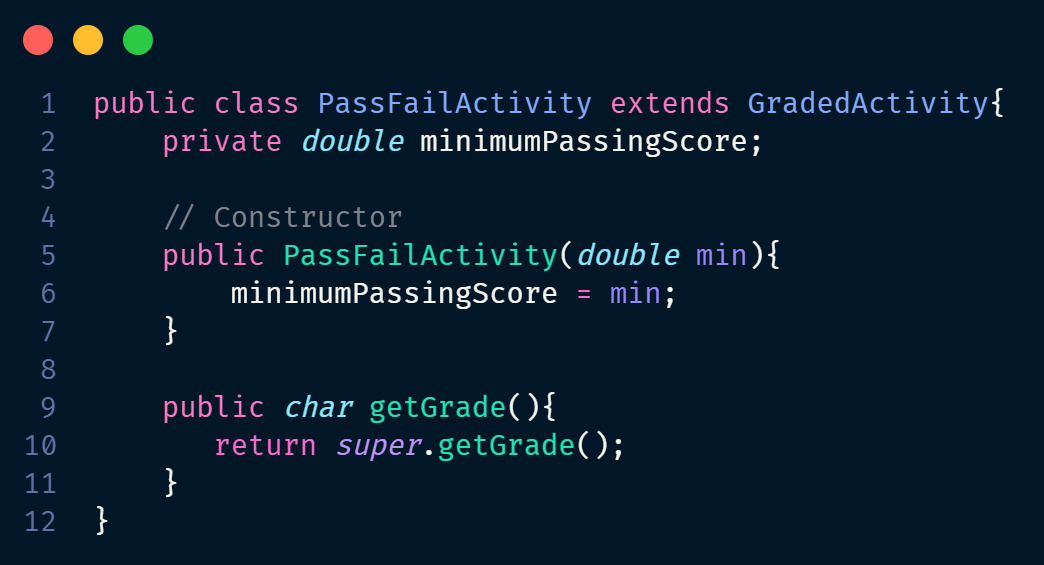 1 public class PassFailActivity extends GradedActivity{
2 private double minimumPassingScore;
3
4 // Constructor
5 public PassFailActivity(double min){
6 minimumPassingScore = min;
7 }
8
9 public char getGrade(){
10 return super.getGrade();
11 }
12 }